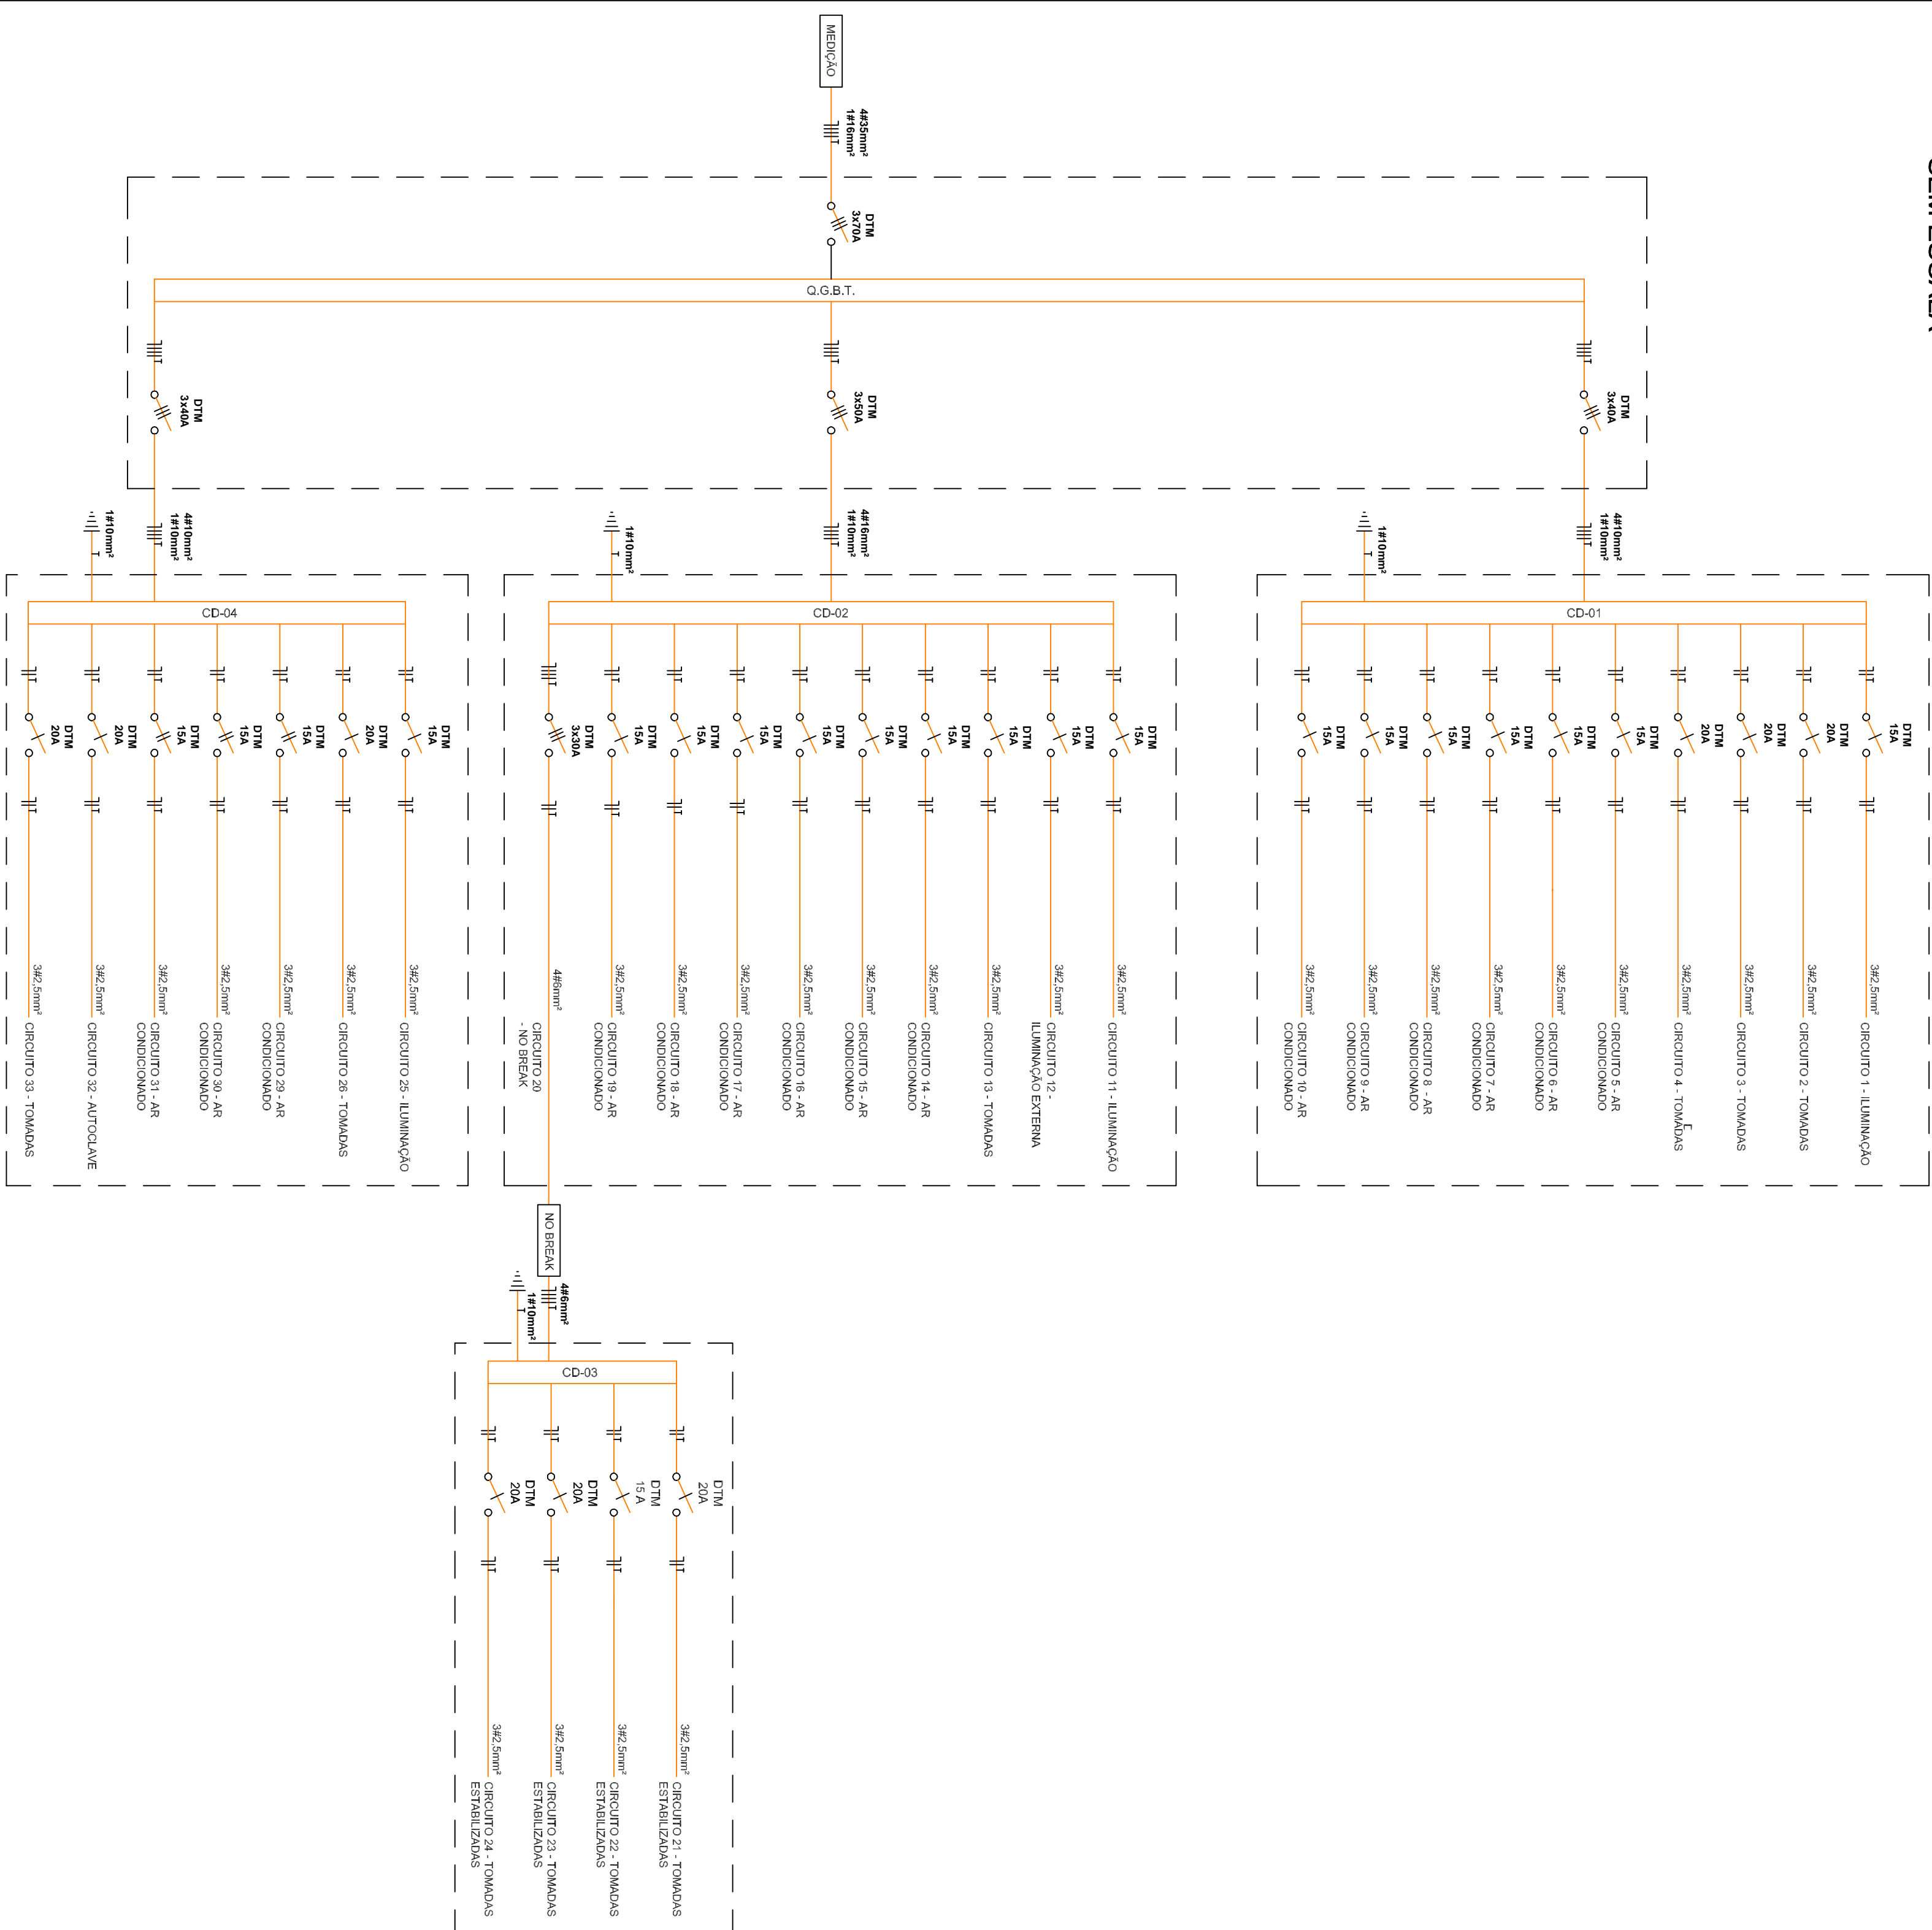 SEM ESCALA
MEDIÇÃO
4#35mm²
1#16mm²
DTM
3x70A
Q.G.B.T.
DTM
3x40A
4#10mm²
1#10mm²
1#10mm²
CD-01
DTM
15A
3#2,5mm²
CIRCUITO 1 - ILUMINAÇÃO
DTM
20A
3#2,5mm²
CIRCUITO 2 - TOMADAS
DTM
20A
3#2,5mm²
CIRCUITO 3 - TOMADAS
DTM
20A
3#2,5mm²
CIRCUITO 4 - TOMADAS
DTM
15A
3#2,5mm²
CIRCUITO 5 - AR
CONDICIONADO
DTM
15A
3#2,5mm²
CIRCUITO 6 - AR
CONDICIONADO
DTM
15A
3#2,5mm²
CIRCUITO 7 - AR
CONDICIONADO
DTM
15A
3#2,5mm²
CIRCUITO 8 - AR
CONDICIONADO
DTM
15A
3#2,5mm²
CIRCUITO 9 - AR
CONDICIONADO
DTM
15A
3#2,5mm²
CIRCUITO 10 - AR
CONDICIONADO
DTM
3x50A
4#16mm²
1#10mm²
1#10mm²
CD-02
DTM
15A
3#2,5mm²
CIRCUITO 11 - ILUMINAÇÃO
DTM
15A
3#2,5mm²
CIRCUITO 12 -
ILUMINAÇÃO EXTERNA
DTM
15A
3#2,5mm²
CIRCUITO 13 - TOMADAS
DTM
15A
3#2,5mm²
CIRCUITO 14 - AR
CONDICIONADO
DTM
15A
3#2,5mm²
CIRCUITO 15 - AR
CONDICIONADO
DTM
15A
3#2,5mm²
CIRCUITO 16 - AR
CONDICIONADO
DTM
15A
3#2,5mm²
CIRCUITO 17 - AR
CONDICIONADO
DTM
15A
3#2,5mm²
CIRCUITO 18 - AR
CONDICIONADO
DTM
15A
3#2,5mm²
CIRCUITO 19 - AR
CONDICIONADO
DTM
3x30A
4#6mm²
CIRCUITO 20
- NO BREAK
NO BREAK
4#6mm²
1#10mm²
CD-03
DTM
20A
3#2,5mm²
CIRCUITO 21 - TOMADAS
ESTABILIZADAS
DTM
15 A
3#2,5mm²
CIRCUITO 22 - TOMADAS
ESTABILIZADAS
DTM
20A
3#2,5mm²
CIRCUITO 23 - TOMADAS
ESTABILIZADAS
DTM
20A
3#2,5mm²
CIRCUITO 24 - TOMADAS
ESTABILIZADAS
DTM
3x40A
4#10mm²
1#10mm²
1#10mm²
CD-04
DTM
15A
3#2,5mm²
CIRCUITO 25 - ILUMINAÇÃO
DTM
20A
3#2,5mm²
CIRCUITO 26 - TOMADAS
DTM
15A
3#2,5mm²
CIRCUITO 29 - AR
CONDICIONADO
DTM
15A
3#2,5mm²
CIRCUITO 30 - AR
CONDICIONADO
DTM
15A
3#2,5mm²
CIRCUITO 31 - AR
CONDICIONADO
DTM
20A
3#2,5mm²
CIRCUITO 32 - AUTOCLAVE
DTM
20A
3#2,5mm²
CIRCUITO 33 - TOMADAS